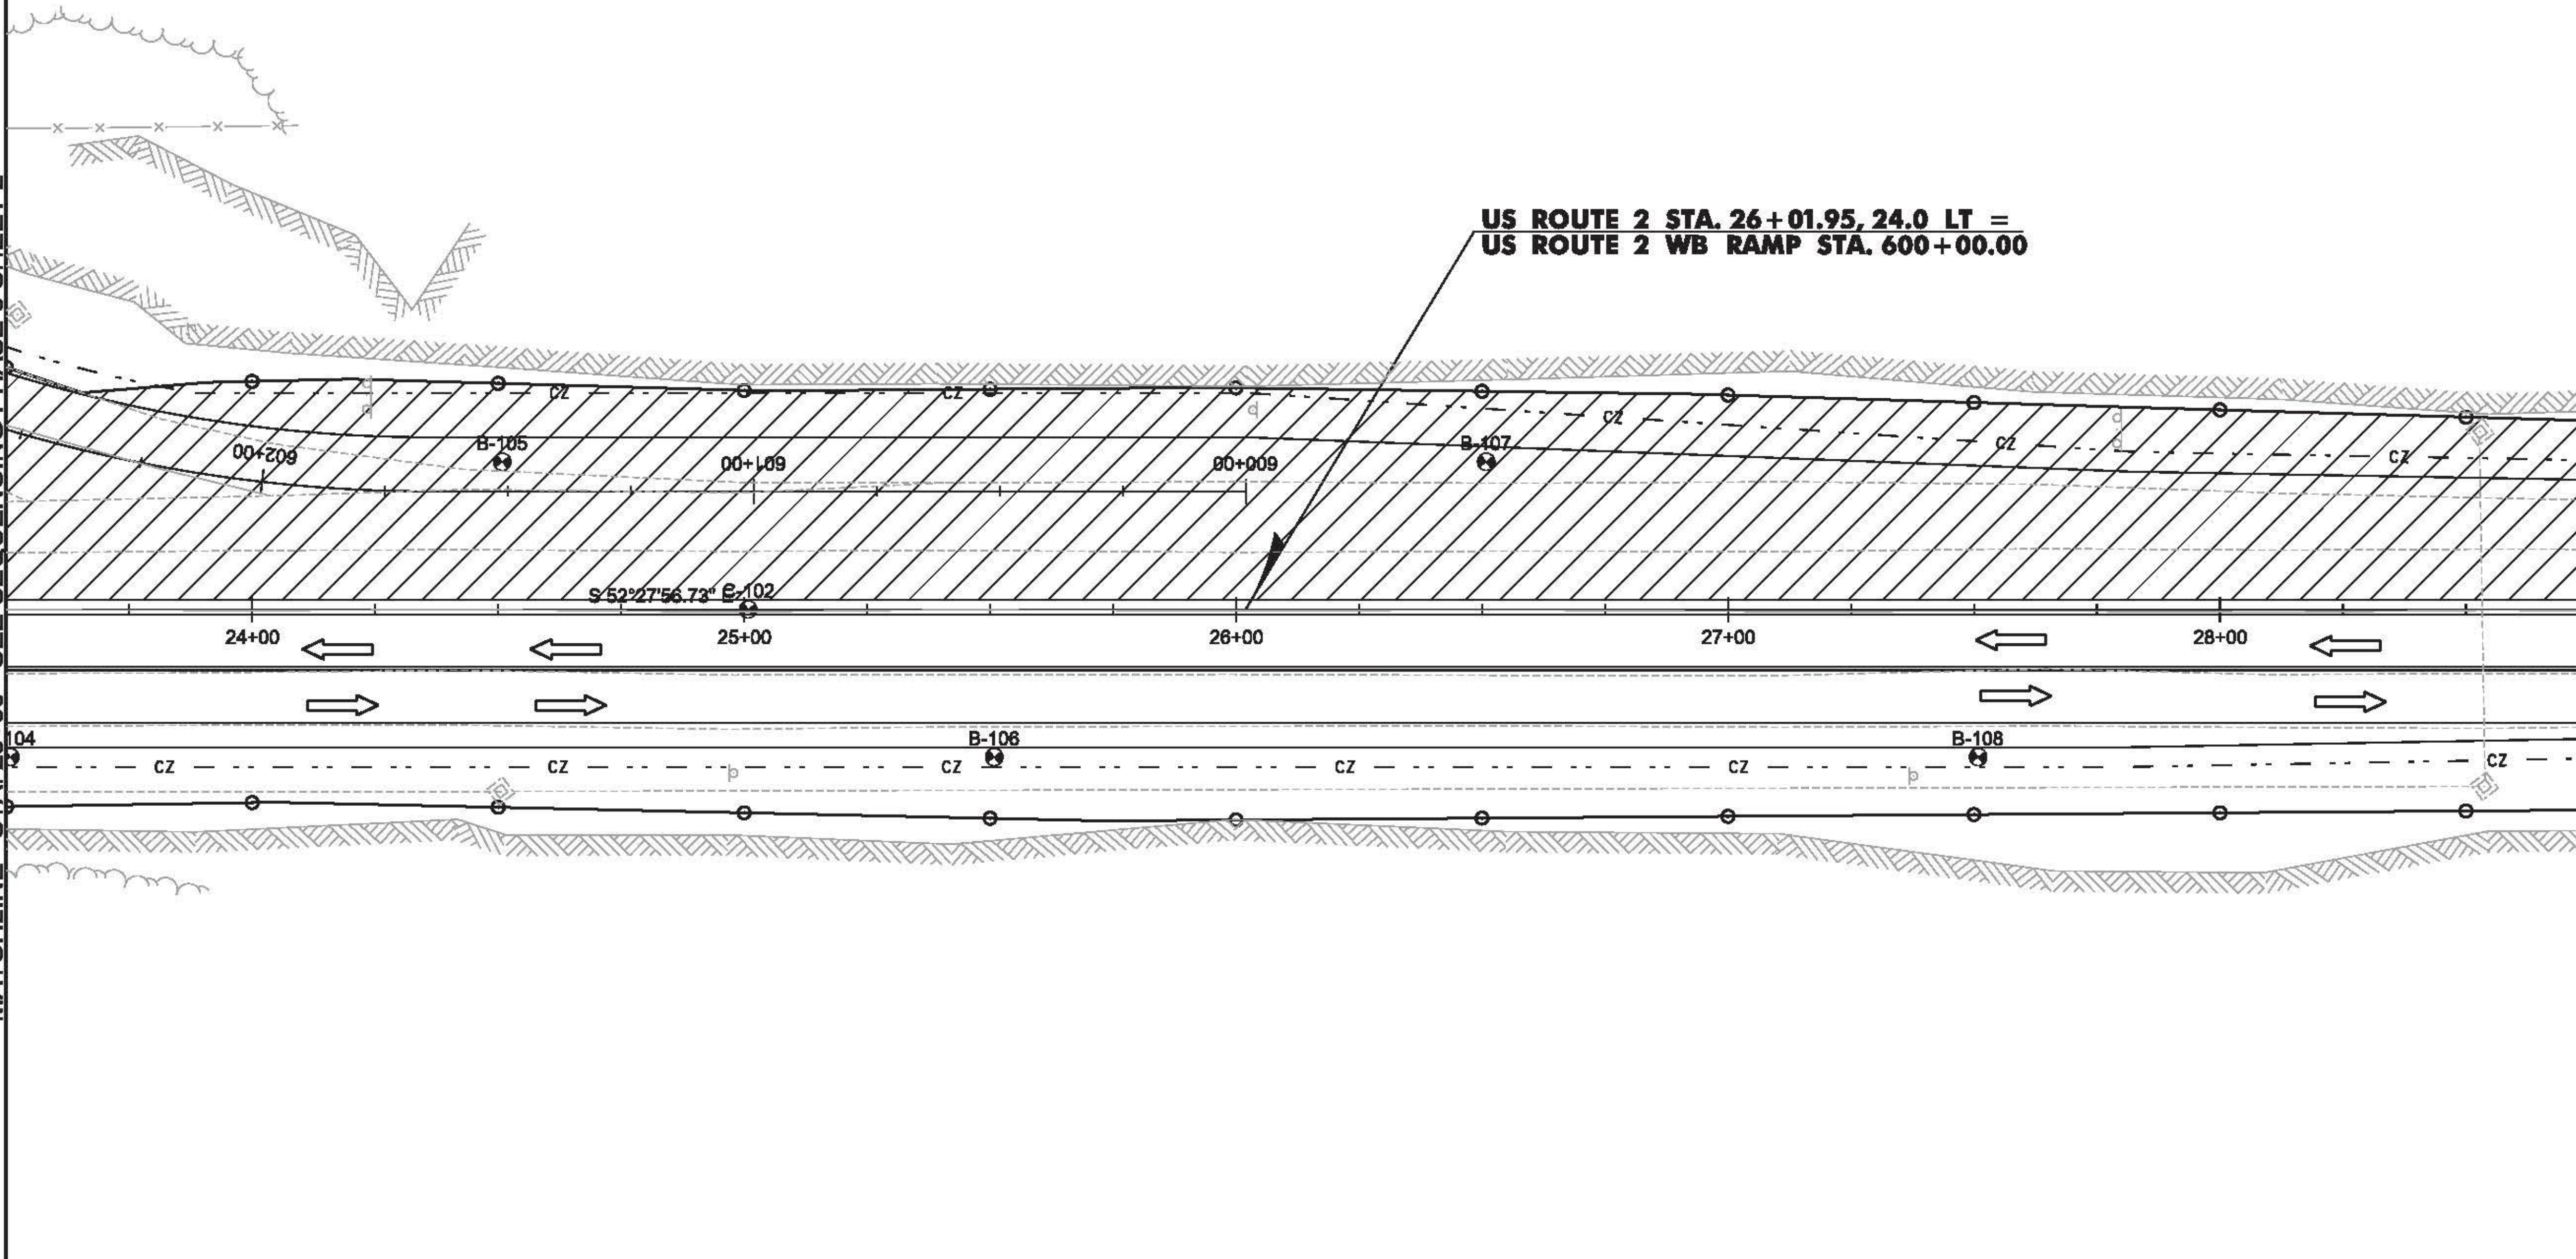 US ROUTE 2 STA. 26+01.95, 24.0 LT =
US ROUTE 2 WB RAMP STA. 600+00.00
CZ
CZ
CZ
CZ
CZ
B-105
B-107
602+00
601+00
600+00
S 52°27'56.73" E
102
24+00
25+00
26+00
27+00
28+00
104
B-106
B-108
CZ
CZ
CZ
CZ
CZ
CZ